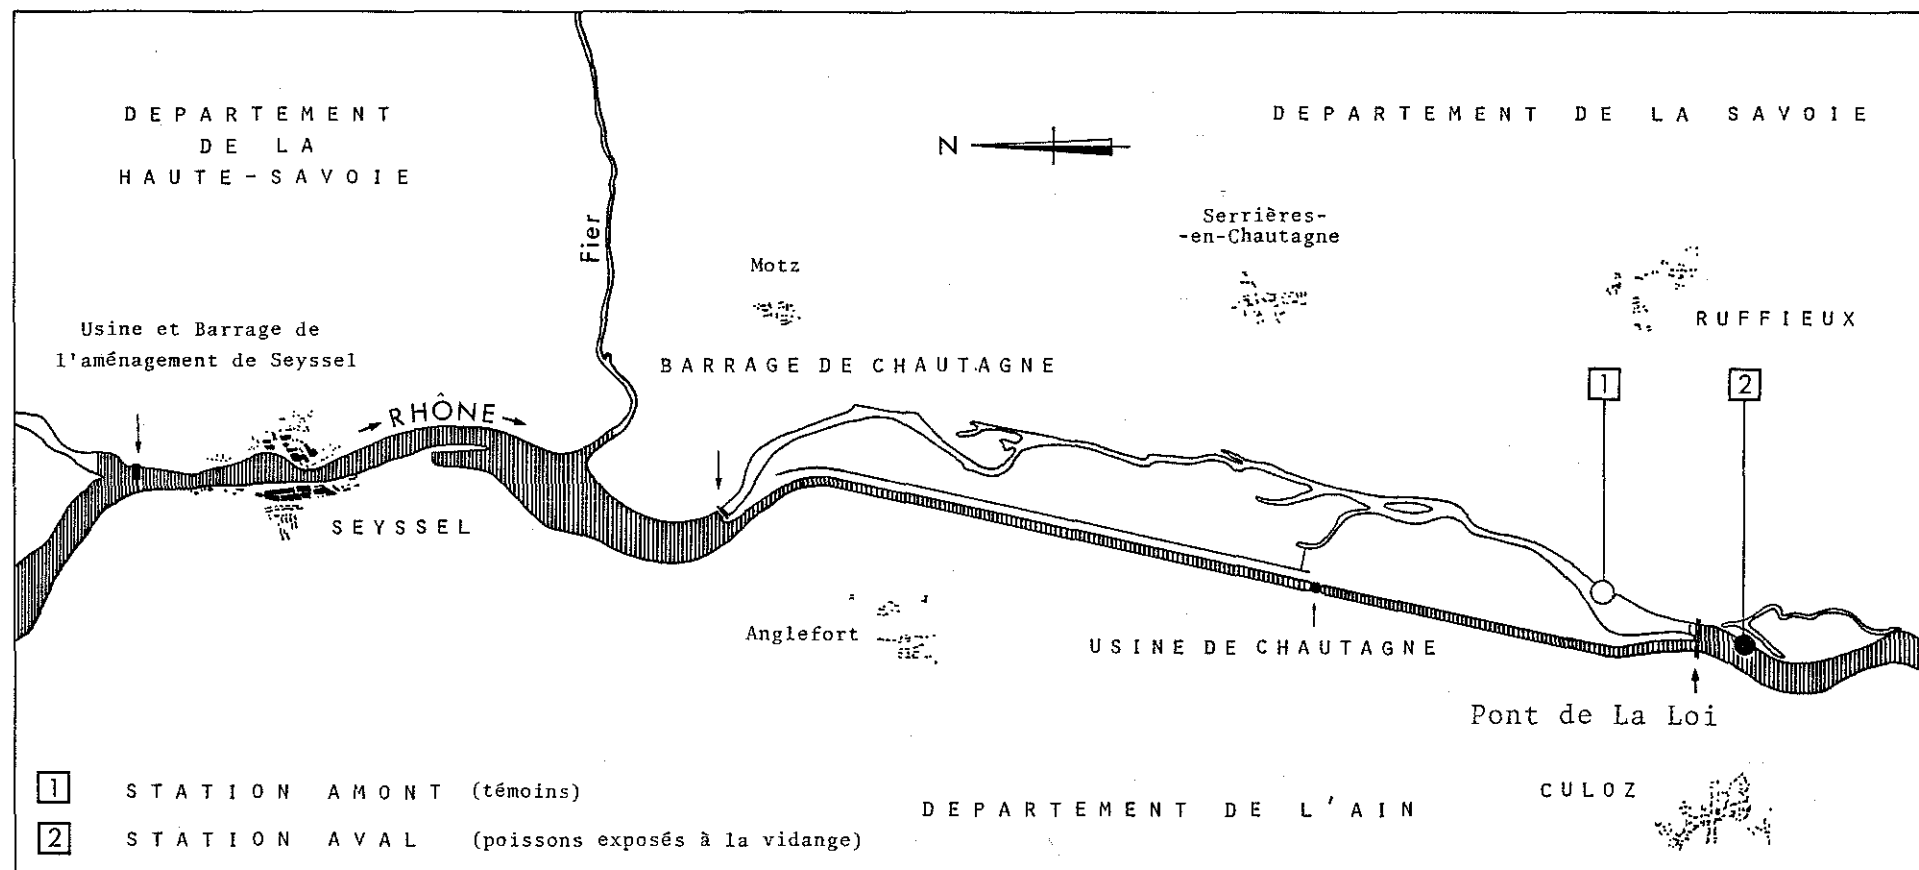 DEPARTEMENT
DE LA
HAUTE-SAVOIE
DEPARTEMENT DE LA SAVOIE
N
Fier
Serrières-
-en-Chautagne
Motz
Usine et Barrage de
l'aménagement de Seyssel
RUFFIEUX
BARRAGE DE CHAUTAGNE
1
2
RHÔNE
SEYSSEL
Anglefort
USINE DE CHAUTAGNE
Pont de La Loi
CULOZ
1 STATION AMONT (témoins)
DEPARTEMENT DE L'AIN
2 STATION AVAL (poissons exposés à la vidange)